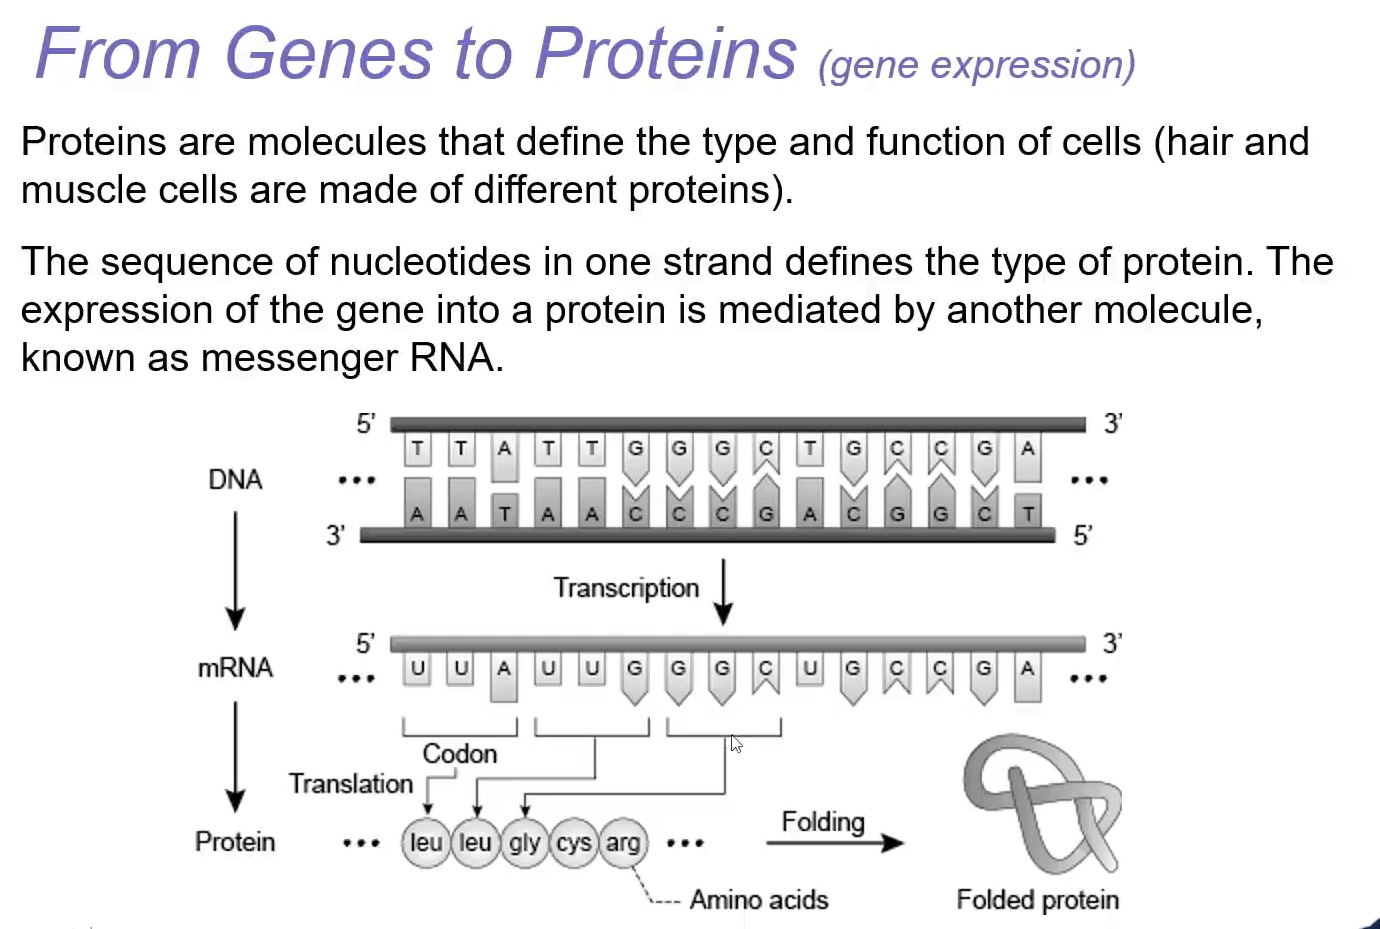 From Genes to Proteins (gene expression)
Proteins are molecules that define the type and function of cells (hair and
muscle cells are made of different proteins).
The sequence of nucleotides in one strand defines the type of protein. The
expression of the gene into a protein is mediated by another molecule,
known as messenger RNA.
5' 3'
T T A T T G G G C T G C C G A
DNA ... ...
A A T A A C C C G A C G G C T
3' 5'
Transcription
5' 3'
mRNA ... U U A U U G G G C U G C C G A ...
Codon
Translation
Protein ... leu leu gly cys arg ... Folding
Amino acids Folded protein